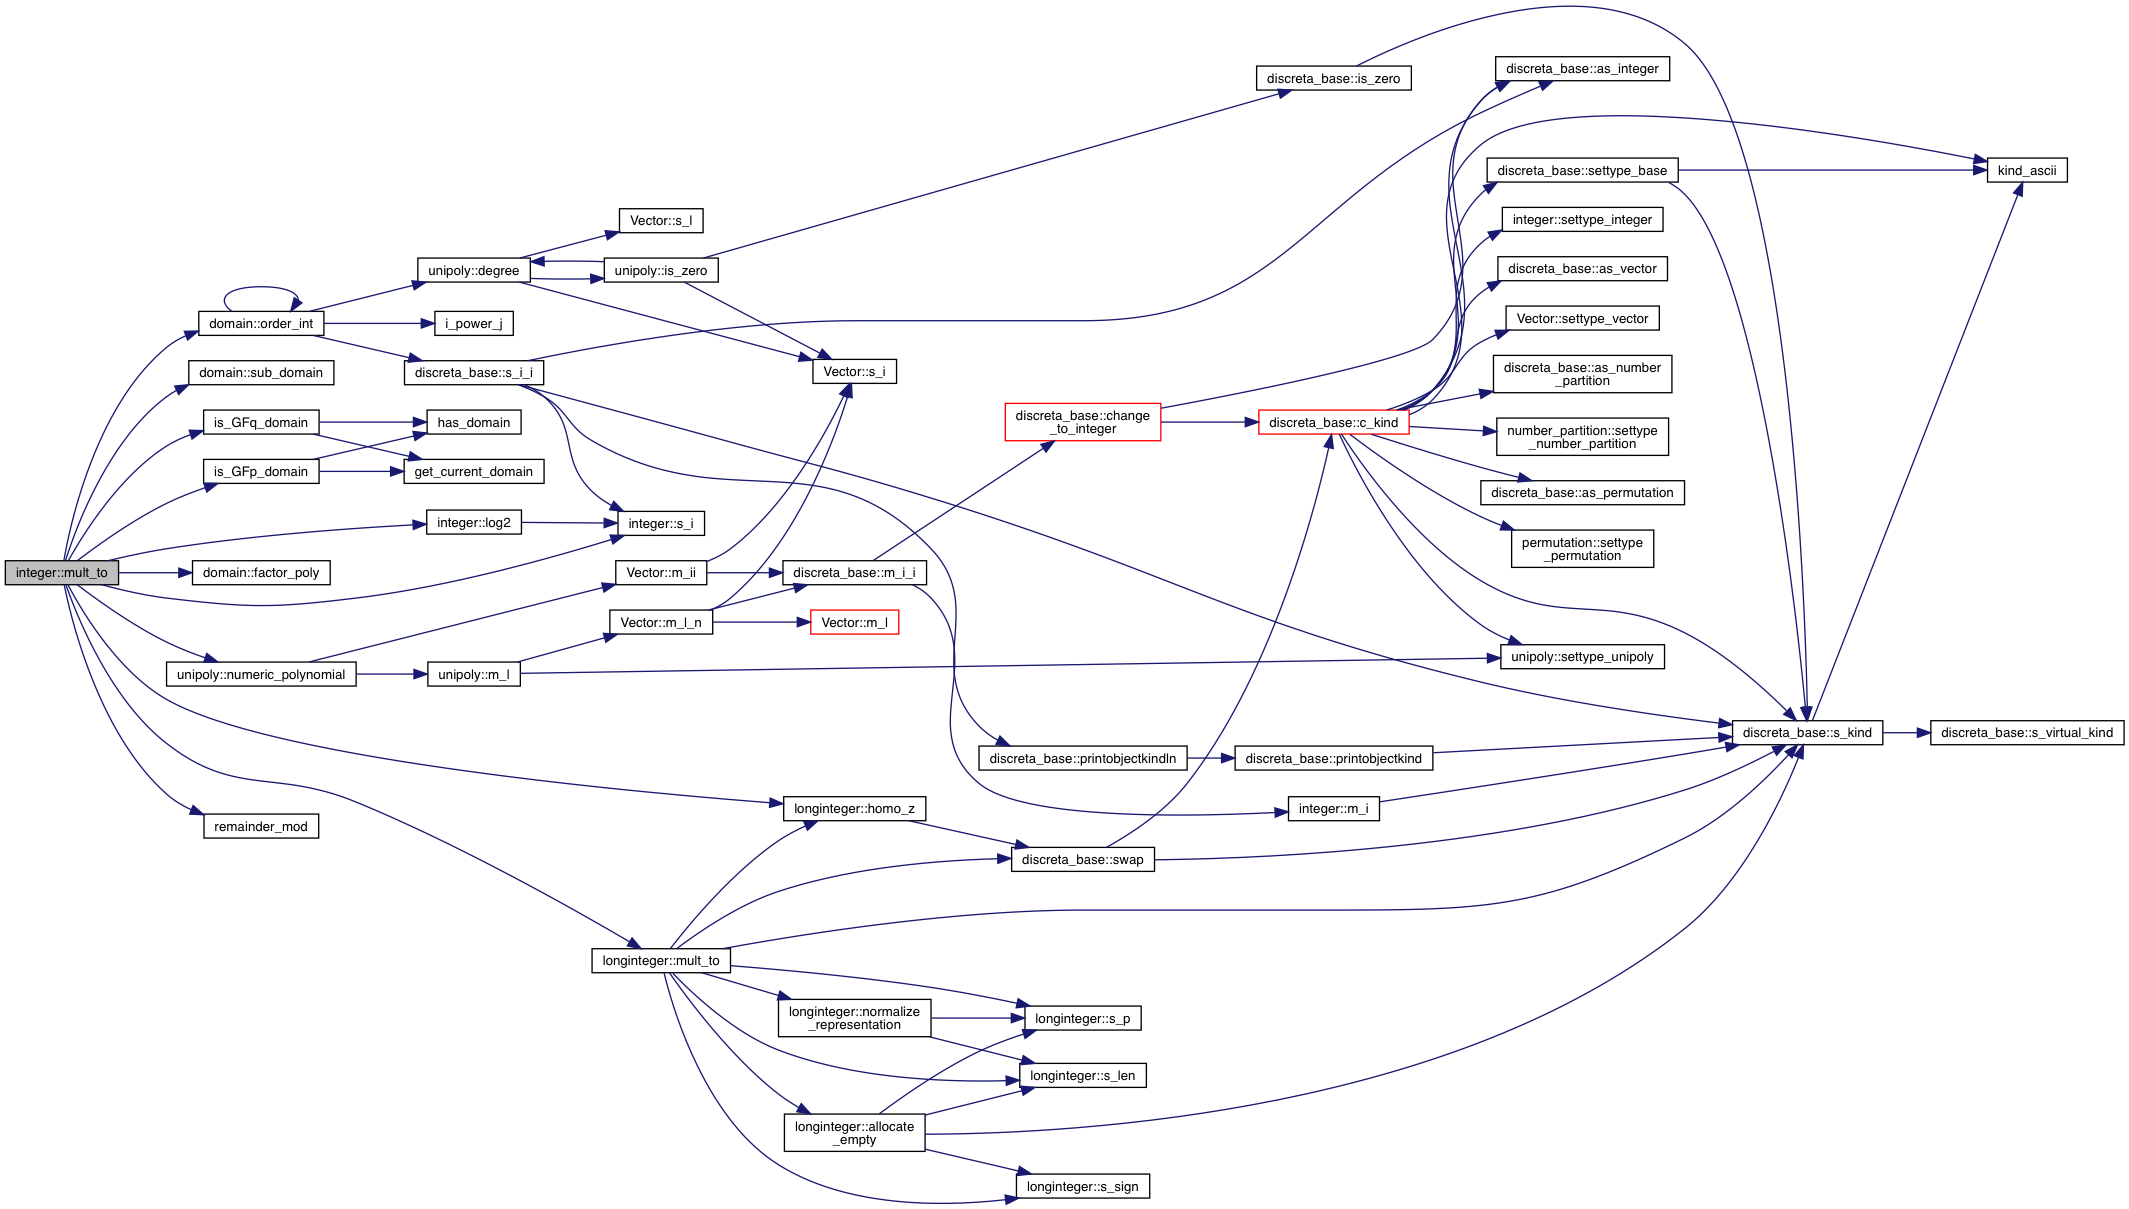 discreta_base::is_zero
discreta_base::as_integer
discreta_base::settype_base
kind_ascii
Vector::s_l
integer::settype_integer
unipoly::degree
unipoly::is_zero
discreta_base::as_vector
domain::order_int
i_power_j
Vector::settype_vector
domain::sub_domain
discreta_base::s_i_i
Vector::s_i
discreta_base::as_number
_partition
is_GFq_domain
has_domain
discreta_base::change
_to_integer
discreta_base::c_kind
number_partition::settype
_number_partition
is_GFp_domain
get_current_domain
discreta_base::as_permutation
integer::log2
integer::s_i
permutation::settype
_permutation
integer::mult_to
domain::factor_poly
Vector::m_ii
discreta_base::m_i_i
Vector::m_l_n
Vector::m_l
unipoly::numeric_polynomial
unipoly::m_l
unipoly::settype_unipoly
discreta_base::s_kind
discreta_base::s_virtual_kind
discreta_base::printobjectkindln
discreta_base::printobjectkind
longinteger::homo_z
integer::m_i
remainder_mod
discreta_base::swap
longinteger::mult_to
longinteger::normalize
_representation
longinteger::s_p
longinteger::s_len
longinteger::allocate
_empty
longinteger::s_sign